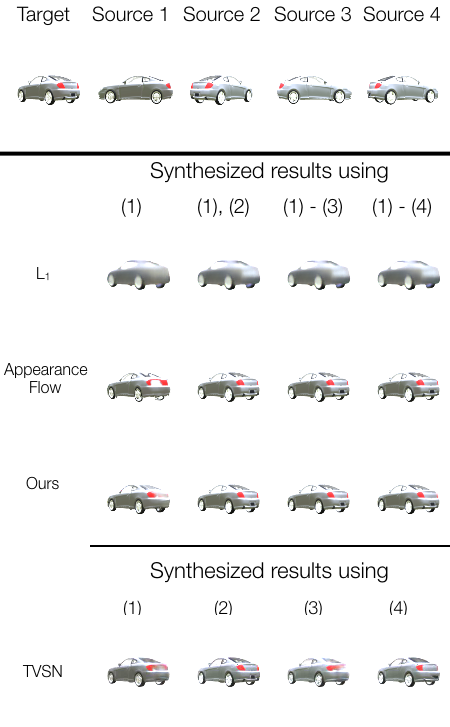 Target Source 1 Source 2 Source 3 Source 4
Synthesized results using
(1) (1), (2) (1) - (3) (1) - (4)
L₁
Appearance
Flow
Ours
Synthesized results using
(1) (2) (3) (4)
TVSN